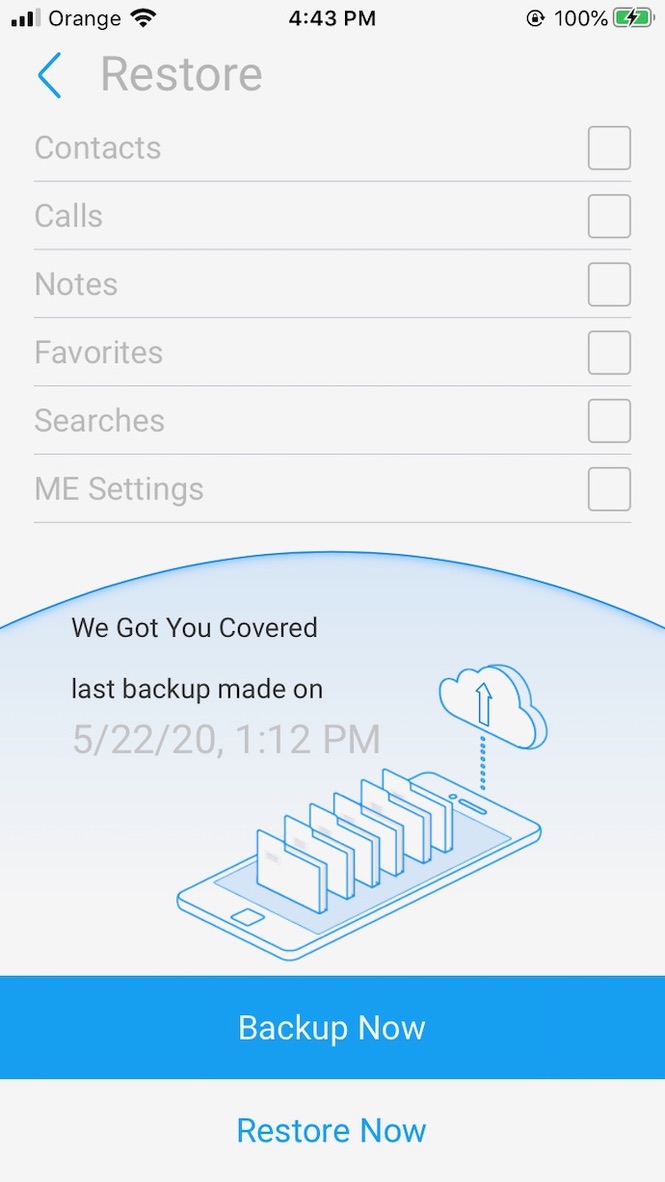 Orange 4:43 PM 100%
Restore
Contacts
Calls
Notes
Favorites
Searches
ME Settings
We Got You Covered
last backup made on
5/22/20, 1:12 PM
Backup Now
Restore Now